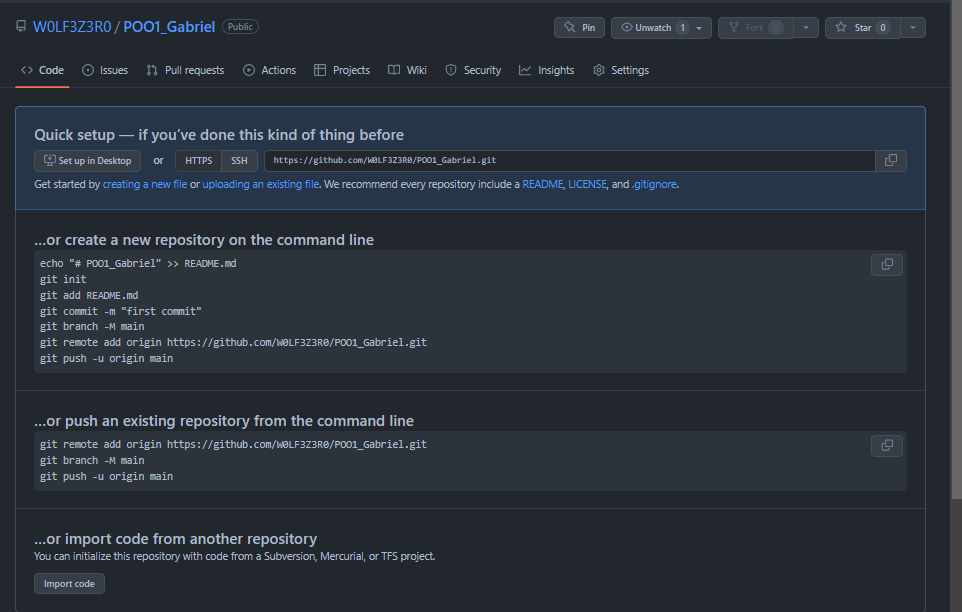 W0LF3Z3R0 / POO1_Gabriel Public Pin Unwatch 1 Fork 0 Star 0
Code Issues Pull requests Actions Projects Wiki Security Insights Settings
Quick setup — if you’ve done this kind of thing before
Set up in Desktop or HTTPS SSH https://github.com/W0LF3Z3R0/POO1_Gabriel.git
Get started by creating a new file or uploading an existing file. We recommend every repository include a README, LICENSE, and .gitignore.
…or create a new repository on the command line
echo "# POO1_Gabriel" >> README.md
git init
git add README.md
git commit -m "first commit"
git branch -M main
git remote add origin https://github.com/W0LF3Z3R0/POO1_Gabriel.git
git push -u origin main
…or push an existing repository from the command line
git remote add origin https://github.com/W0LF3Z3R0/POO1_Gabriel.git
git branch -M main
git push -u origin main
…or import code from another repository
You can initialize this repository with code from a Subversion, Mercurial, or TFS project.
Import code